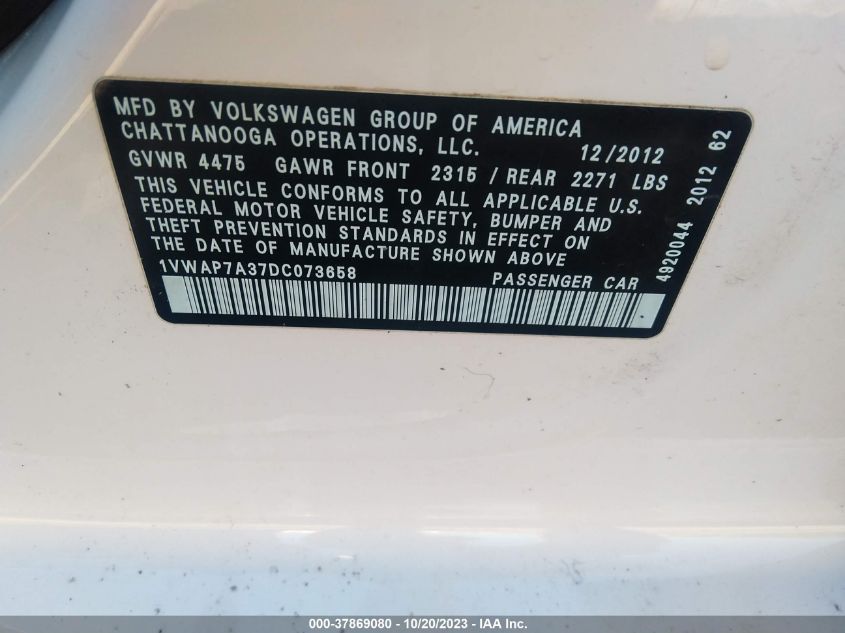 MFD BY VOLKSWAGEN GROUP OF AMERICA
CHATTANOOGA OPERATIONS, LLC. 12/2012
GVWR 4475 GAWR FRONT 2315 / REAR 2271 LBS
THIS VEHICLE CONFORMS TO ALL APPLICABLE U.S.
FEDERAL MOTOR VEHICLE SAFETY, BUMPER AND
THEFT PREVENTION STANDARDS IN EFFECT ON
THE DATE OF MANUFACTURE SHOWN ABOVE
1VWAP7A37DC073658 PASSENGER CAR
4920044 2012 62
000-37869080 - 10/20/2023 - IAA Inc.